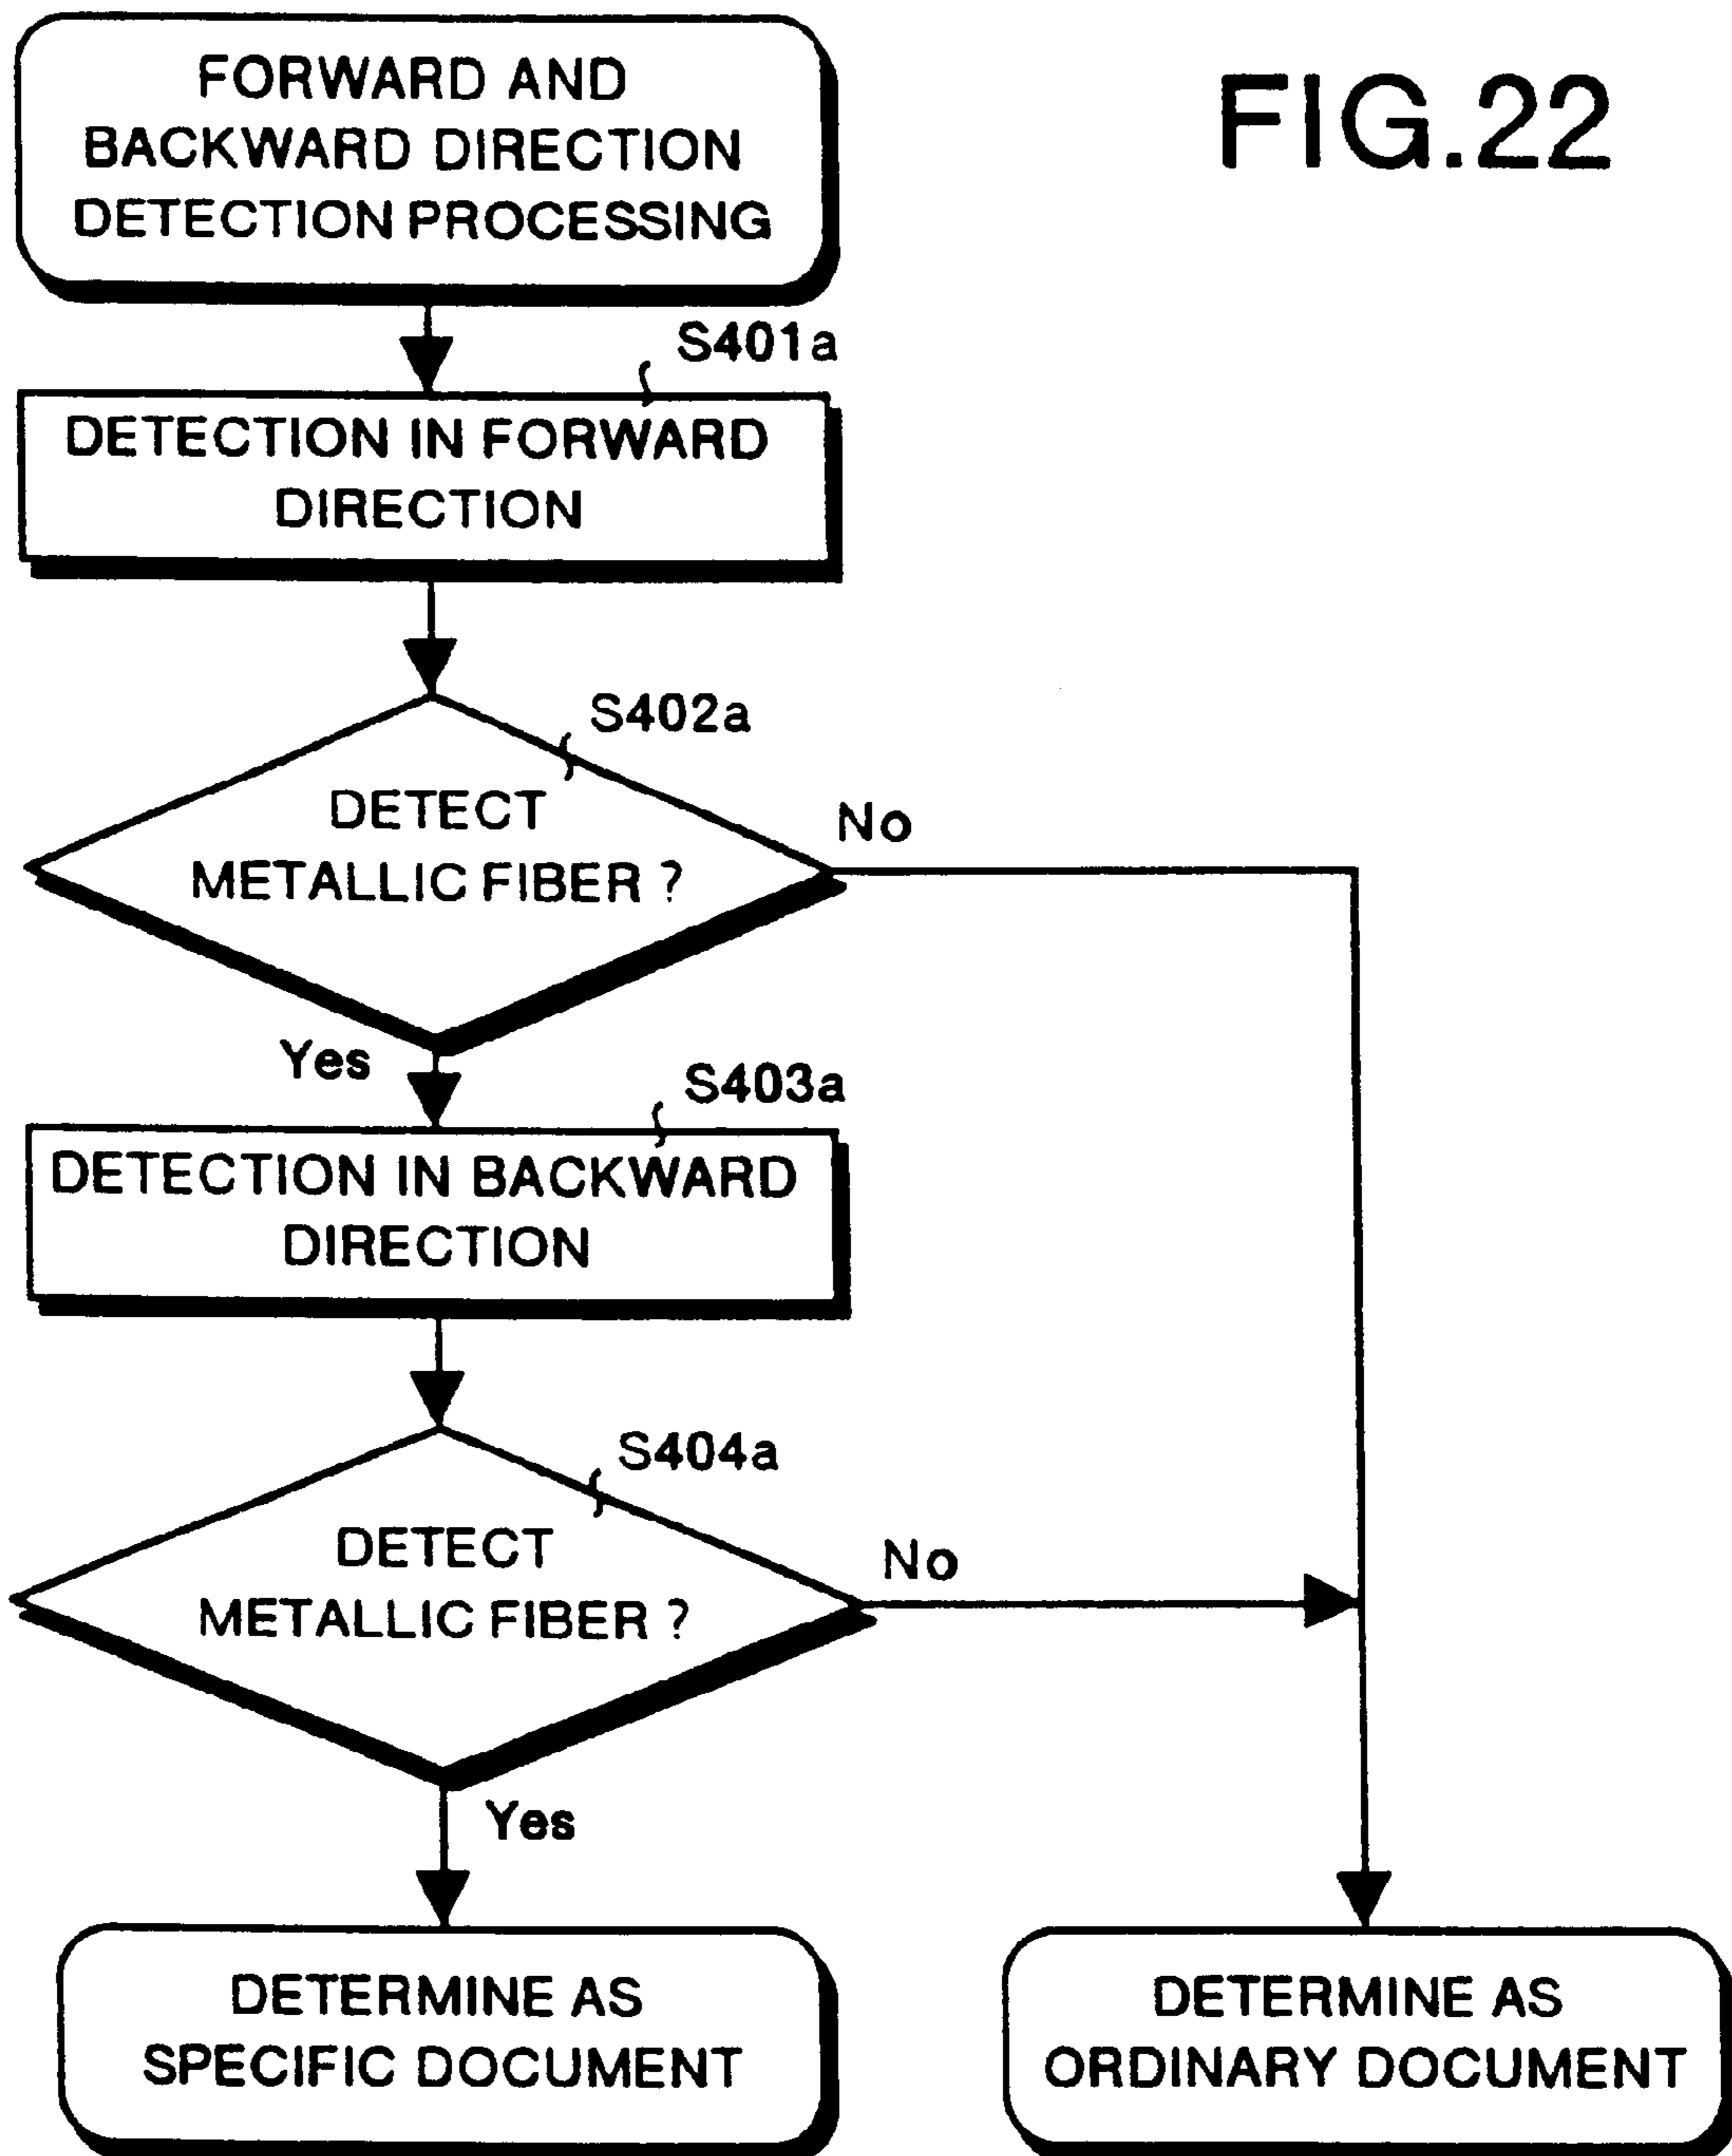 FORWARD AND
BACKWARD DIRECTION
DETECTION PROCESSING
FIG.22
S401a
DETECTION IN FORWARD
DIRECTION
S402a
DETECT
METALLIC FIBER ?
No
Yes
S403a
DETECTION IN BACKWARD
DIRECTION
S404a
DETECT
METALLIC FIBER ?
No
Yes
DETERMINE AS
SPECIFIC DOCUMENT
DETERMINE AS
ORDINARY DOCUMENT